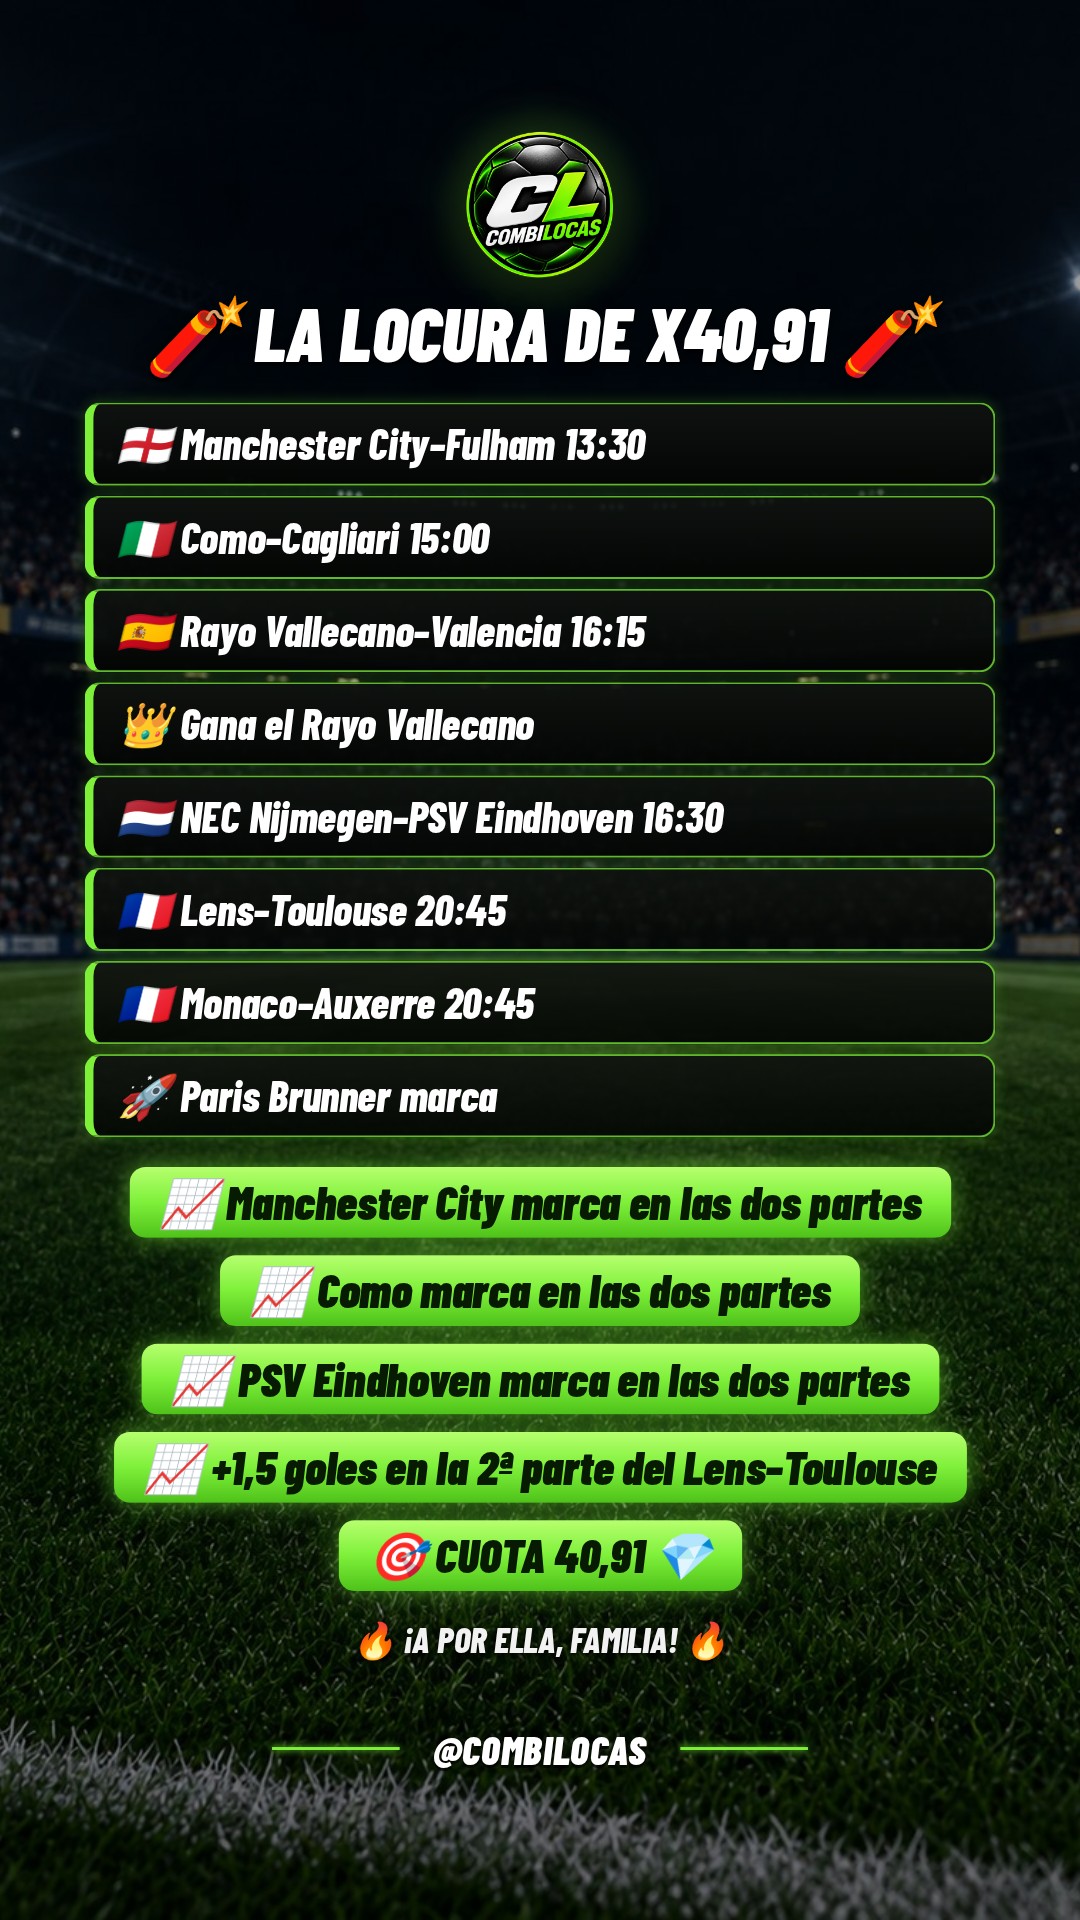 CL
COMBILOCAS
🧨 LA LOCURA DE X40,91 🧨
🏴󠁧󠁢󠁥󠁮󠁧󠁿 Manchester City-Fulham 13:30
🇮🇹 Como-Cagliari 15:00
🇪🇸 Rayo Vallecano-Valencia 16:15
👑 Gana el Rayo Vallecano
🇳🇱 NEC Nijmegen-PSV Eindhoven 16:30
🇫🇷 Lens-Toulouse 20:45
🇫🇷 Monaco-Auxerre 20:45
🚀 Paris Brunner marca
📈 Manchester City marca en las dos partes
📈 Como marca en las dos partes
📈 PSV Eindhoven marca en las dos partes
📈 +1,5 goles en la 2ª parte del Lens-Toulouse
🎯 CUOTA 40,91 💎
🔥 ¡A POR ELLA, FAMILIA! 🔥
@COMBILOCAS